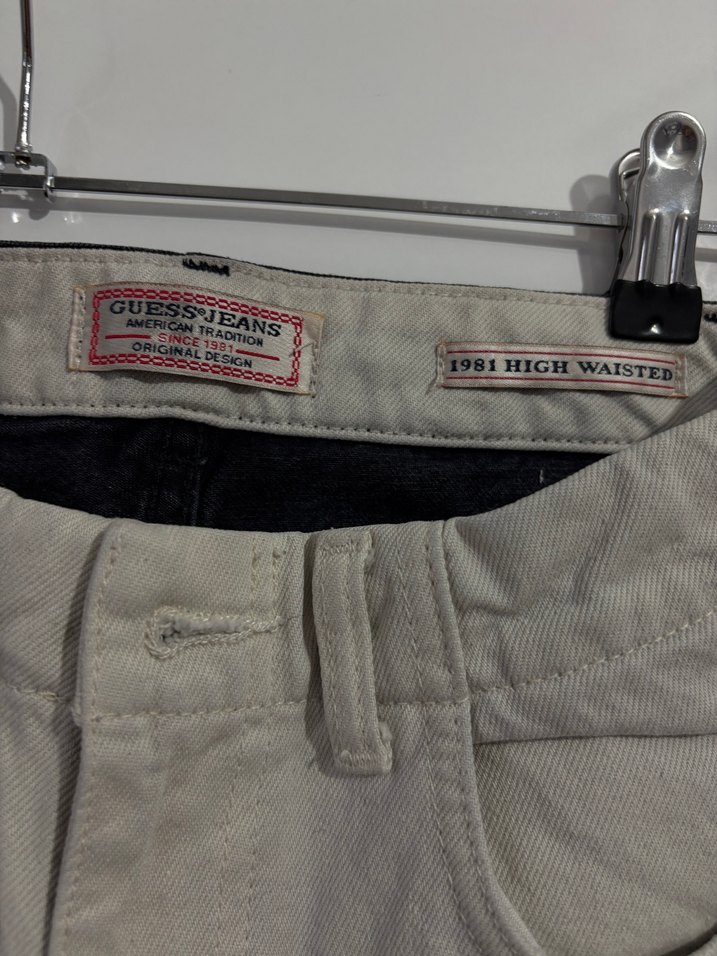 GUESS® JEANS
AMERICAN TRADITION
SINCE 1981
ORIGINAL DESIGN
1981 HIGH WAISTED